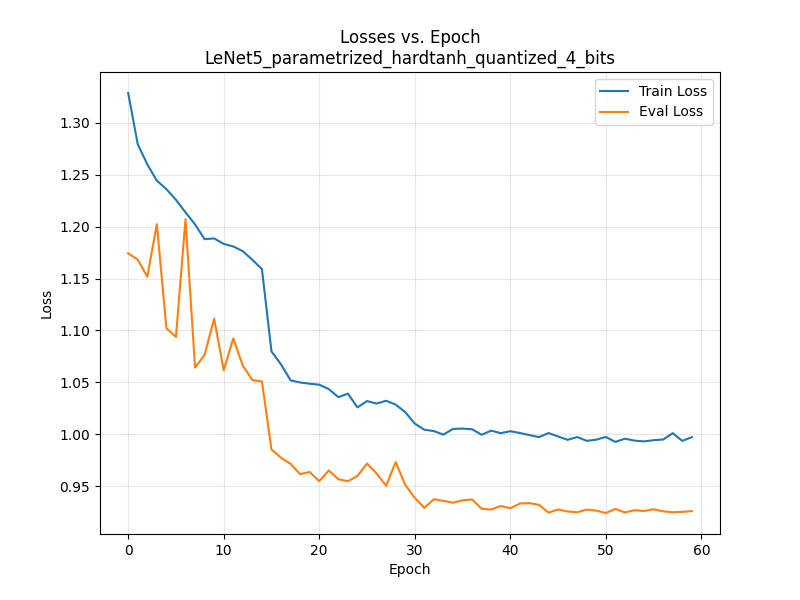 Losses vs. Epoch
LeNet5_parametrized_hardtanh_quantized_4_bits
Train Loss
Eval Loss
1.30
1.25
1.20
1.15
1.10
1.05
1.00
0.95
Loss
0 10 20 30 40 50 60
Epoch